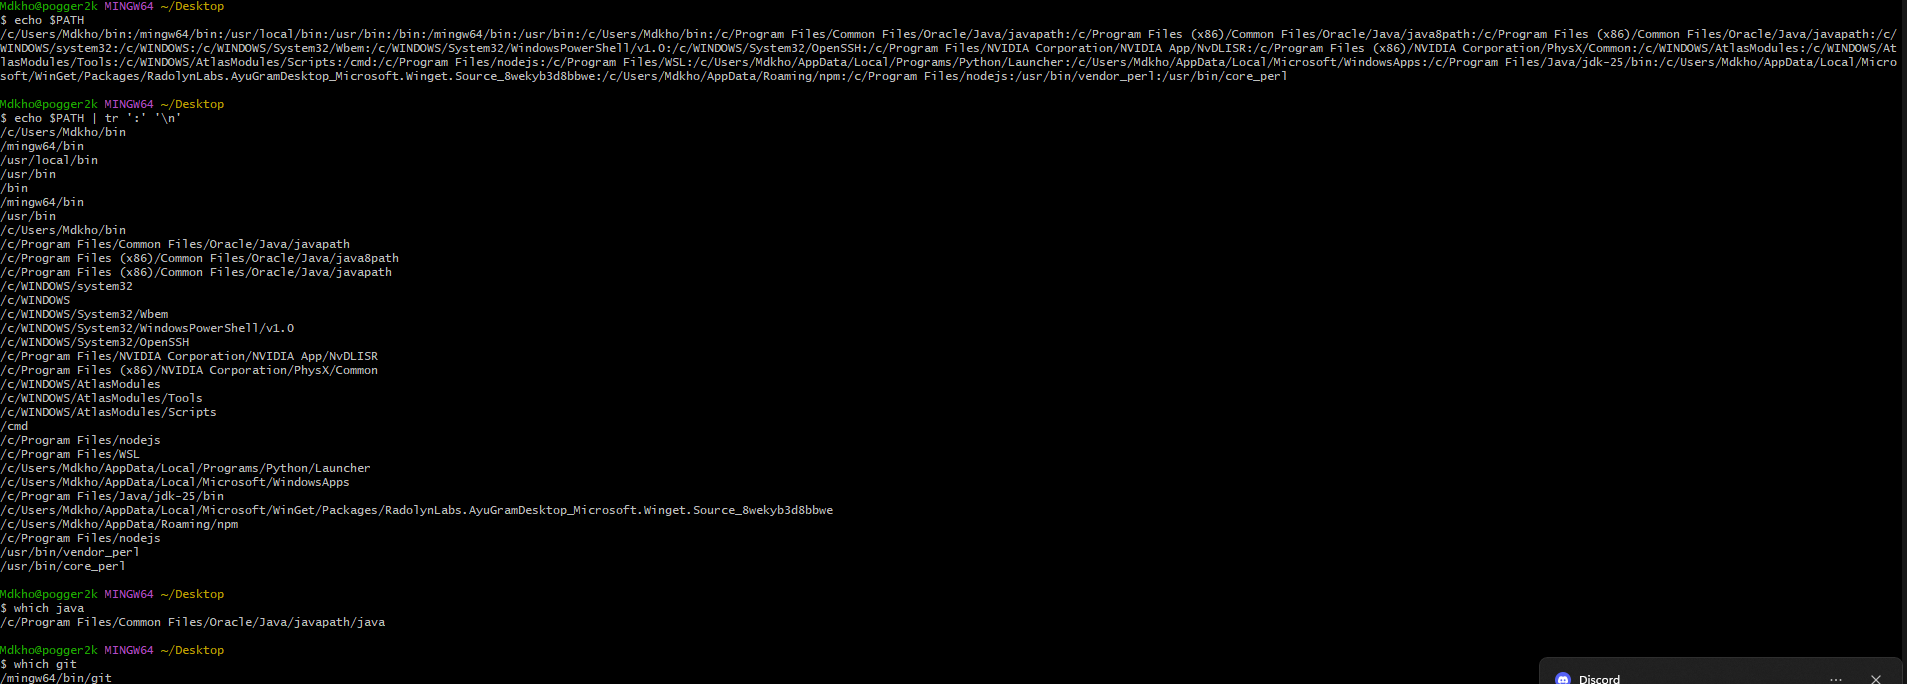 Mdkho@pogger2k MINGW64 ~/Desktop
$ echo $PATH
/c/Users/Mdkho/bin:/mingw64/bin:/usr/local/bin:/usr/bin:/bin:/mingw64/bin:/usr/bin:/c/Users/Mdkho/bin:/c/Program Files/Common Files/Oracle/Java/javapath:/c/Program Files (x86)/Common Files/Oracle/Java/java8path:/c/Program Files (x86)/Common Files/Oracle/Java/javapath:/c/
WINDOWS/system32:/c/WINDOWS:/c/WINDOWS/System32/Wbem:/c/WINDOWS/System32/WindowsPowerShell/v1.0:/c/WINDOWS/System32/OpenSSH:/c/Program Files/NVIDIA Corporation/NVIDIA App/NvDLISR:/c/Program Files (x86)/NVIDIA Corporation/PhysX/Common:/c/WINDOWS/AtlasModules:/c/WINDOWS/At
lasModules/Tools:/c/WINDOWS/AtlasModules/Scripts:/cmd:/c/Program Files/nodejs:/c/Program Files/WSL:/c/Users/Mdkho/AppData/Local/Programs/Python/Launcher:/c/Users/Mdkho/AppData/Local/Microsoft/WindowsApps:/c/Program Files/Java/jdk-25/bin:/c/Users/Mdkho/AppData/Local/Micro
soft/WinGet/Packages/RadolynLabs.AyuGramDesktop_Microsoft.Winget.Source_8wekyb3d8bbwe:/c/Users/Mdkho/AppData/Roaming/npm:/c/Program Files/nodejs:/usr/bin/vendor_perl:/usr/bin/core_perl
Mdkho@pogger2k MINGW64 ~/Desktop
$ echo $PATH | tr ':' '\n'
/c/Users/Mdkho/bin
/mingw64/bin
/usr/local/bin
/usr/bin
/bin
/mingw64/bin
/usr/bin
/c/Users/Mdkho/bin
/c/Program Files/Common Files/Oracle/Java/javapath
/c/Program Files (x86)/Common Files/Oracle/Java/java8path
/c/Program Files (x86)/Common Files/Oracle/Java/javapath
/c/WINDOWS/system32
/c/WINDOWS
/c/WINDOWS/System32/Wbem
/c/WINDOWS/System32/WindowsPowerShell/v1.0
/c/WINDOWS/System32/OpenSSH
/c/Program Files/NVIDIA Corporation/NVIDIA App/NvDLISR
/c/Program Files (x86)/NVIDIA Corporation/PhysX/Common
/c/WINDOWS/AtlasModules
/c/WINDOWS/AtlasModules/Tools
/c/WINDOWS/AtlasModules/Scripts
/cmd
/c/Program Files/nodejs
/c/Program Files/WSL
/c/Users/Mdkho/AppData/Local/Programs/Python/Launcher
/c/Users/Mdkho/AppData/Local/Microsoft/WindowsApps
/c/Program Files/Java/jdk-25/bin
/c/Users/Mdkho/AppData/Local/Microsoft/WinGet/Packages/RadolynLabs.AyuGramDesktop_Microsoft.Winget.Source_8wekyb3d8bbwe
/c/Users/Mdkho/AppData/Roaming/npm
/c/Program Files/nodejs
/usr/bin/vendor_perl
/usr/bin/core_perl
Mdkho@pogger2k MINGW64 ~/Desktop
$ which java
/c/Program Files/Common Files/Oracle/Java/javapath/java
Mdkho@pogger2k MINGW64 ~/Desktop
$ which git
/mingw64/bin/git
Discord